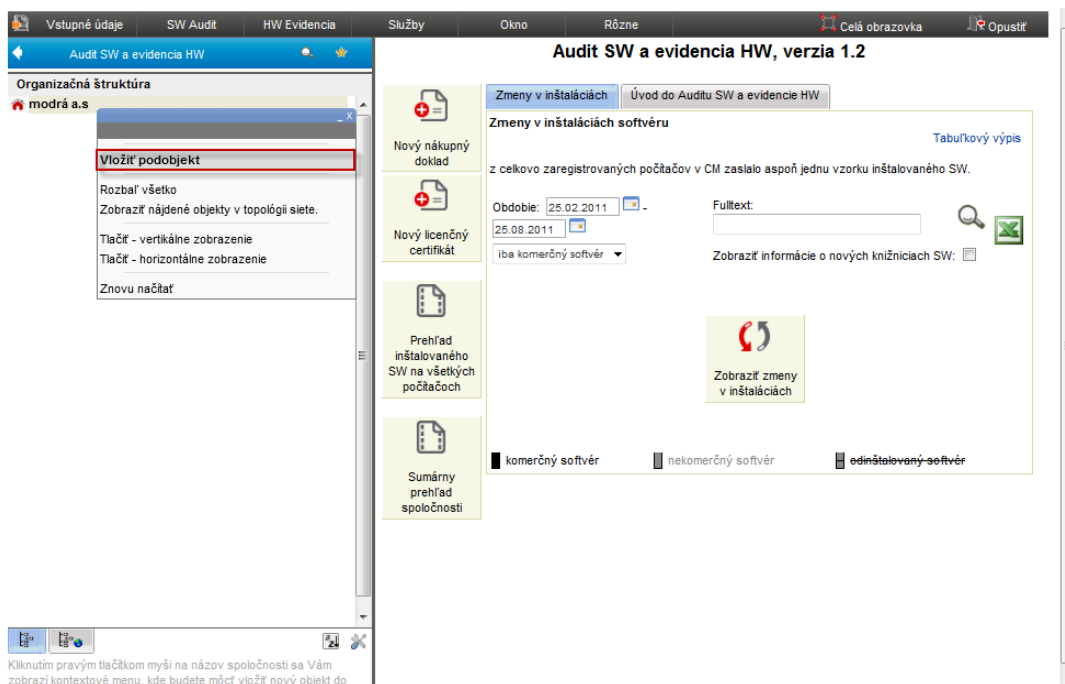 Vstupné údaje SW Audit HW Evidencia Služby Okno Rôzne Celá obrazovka Opustiť
Audit SW a evidencia HW
Organizačná štruktúra
modrá a.s
_ x
Vložiť podobjekt
Rozbaľ všetko
Zobraziť nájdené objekty v topológii siete.
Tlačiť - vertikálne zobrazenie
Tlačiť - horizontálne zobrazenie
Znovu načítať
Kliknutím pravým tlačítkom myši na názov spoločnosti sa Vám
zobrazí kontextové menu, kde budete môcť vložiť nový objekt do
Audit SW a evidencia HW, verzia 1.2
Nový nákupný
doklad
Nový licenčný
certifikát
Prehľad
inštalovaného
SW na všetkých
počítačoch
Sumárny
prehľad
spoločnosti
Zmeny v inštaláciách Úvod do Auditu SW a evidencie HW
Zmeny v inštaláciách softvéru
Tabuľkový výpis
z celkovo zaregistrovaných počítačov v CM zaslalo aspoň jednu vzorku inštalovaného SW.
Obdobie: 25.02.2011 -
25.08.2011
Fulltext:
iba komerčný softvér
Zobraziť informácie o nových knižniciach SW:
Zobraziť zmeny
v inštaláciách
komerčný softvér nekomerčný softvér odinštalovaný softvér